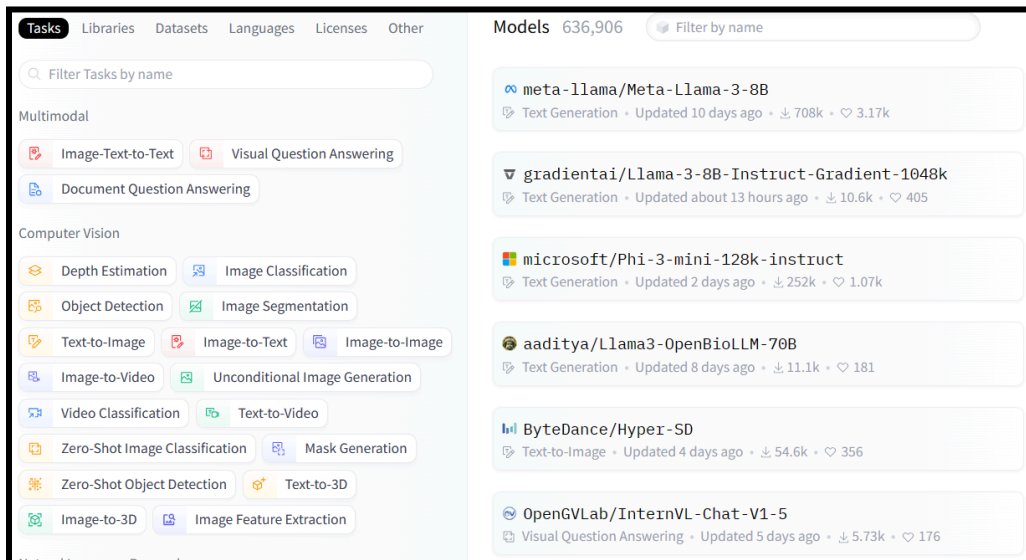 Tasks Libraries Datasets Languages Licenses Other
Filter Tasks by name
Multimodal
Image-Text-to-Text Visual Question Answering
Document Question Answering
Computer Vision
Depth Estimation Image Classification
Object Detection Image Segmentation
Text-to-Image Image-to-Text Image-to-Image
Image-to-Video Unconditional Image Generation
Video Classification Text-to-Video
Zero-Shot Image Classification Mask Generation
Zero-Shot Object Detection Text-to-3D
Image-to-3D Image Feature Extraction
Models 636,906 Filter by name
meta-llama/Meta-Llama-3-8B
Text Generation • Updated 10 days ago • 708k • 3.17k
gradientai/Llama-3-8B-Instruct-Gradient-1048k
Text Generation • Updated about 13 hours ago • 10.6k • 405
microsoft/Phi-3-mini-128k-instruct
Text Generation • Updated 2 days ago • 252k • 1.07k
aaditya/Llama3-OpenBioLLM-70B
Text Generation • Updated 8 days ago • 11.1k • 181
ByteDance/Hyper-SD
Text-to-Image • Updated 4 days ago • 54.6k • 356
OpenGVLab/InternVL-Chat-V1-5
Visual Question Answering • Updated 5 days ago • 5.73k • 176